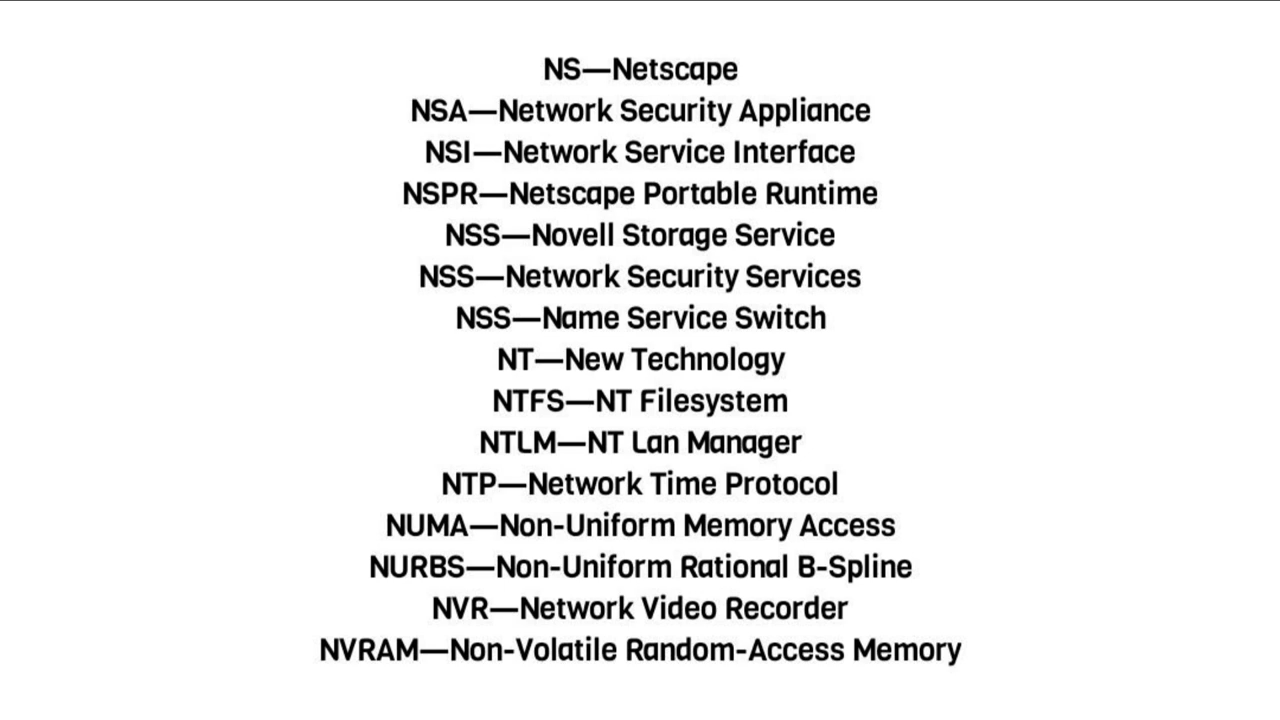 NS—Netscape
NSA—Network Security Appliance
NSI—Network Service Interface
NSPR—Netscape Portable Runtime
NSS—Novell Storage Service
NSS—Network Security Services
NSS—Name Service Switch
NT—New Technology
NTFS—NT Filesystem
NTLM—NT Lan Manager
NTP—Network Time Protocol
NUMA—Non-Uniform Memory Access
NURBS—Non-Uniform Rational B-Spline
NVR—Network Video Recorder
NVRAM—Non-Volatile Random-Access Memory